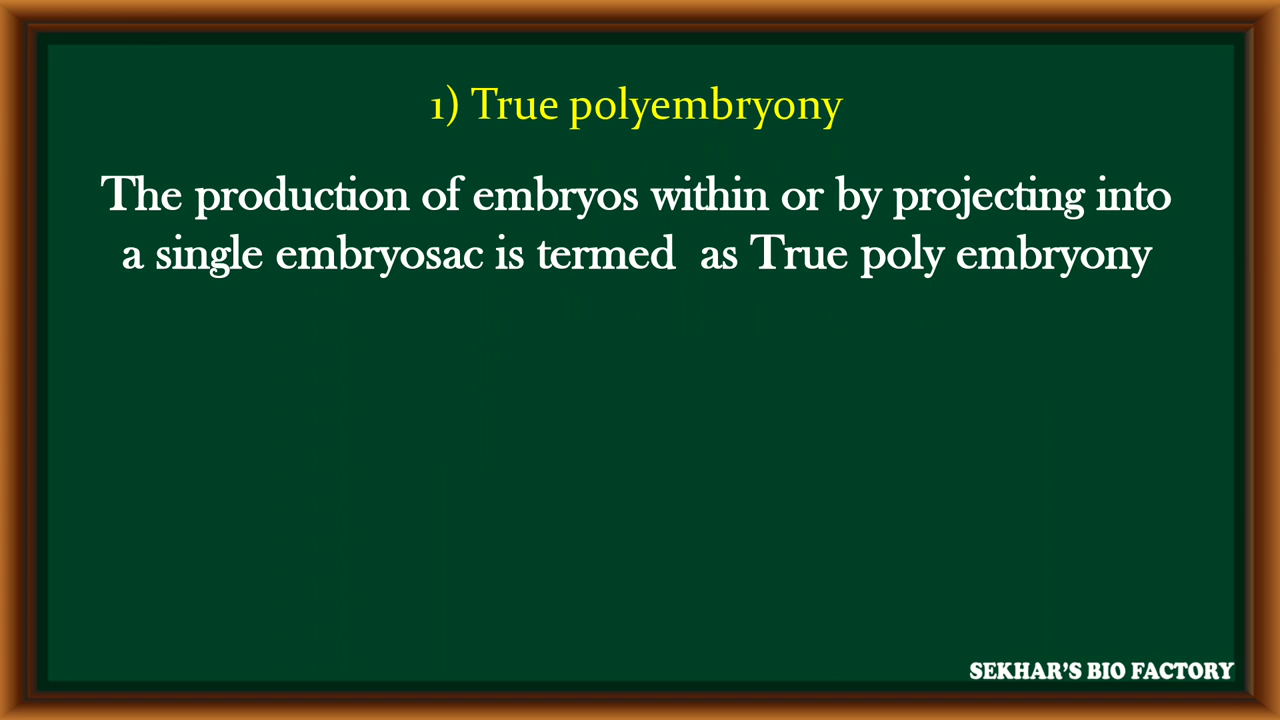 1) True polyembryony
The production of embryos within or by projecting into
a single embryosac is termed as True poly embryony
SEKHAR'S BIO FACTORY